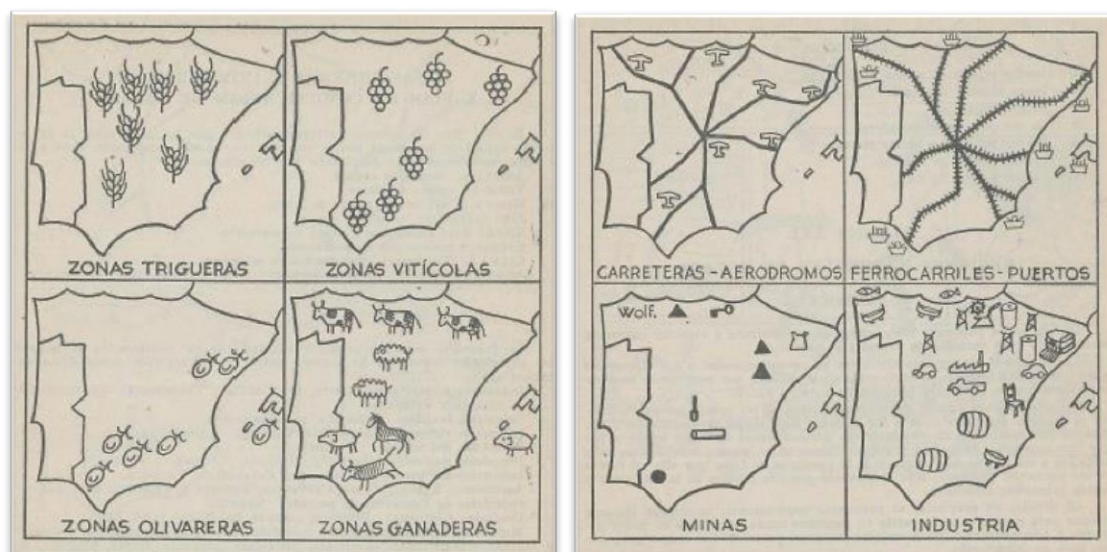 ZONAS TRIGUERAS
ZONAS VITÍCOLAS
ZONAS OLIVARERAS
ZONAS GANADERAS
CARRETERAS-AERODROMOS
FERROCARRILES-PUERTOS
Wolf.
MINAS
INDUSTRIA